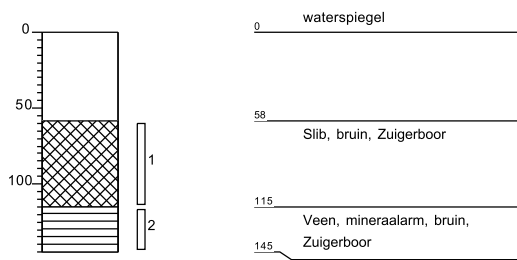 0
50
100
1
2
0
waterspiegel
58
Slib, bruin, Zuigerboor
115
Veen, mineraalarm, bruin,
Zuigerboor
145